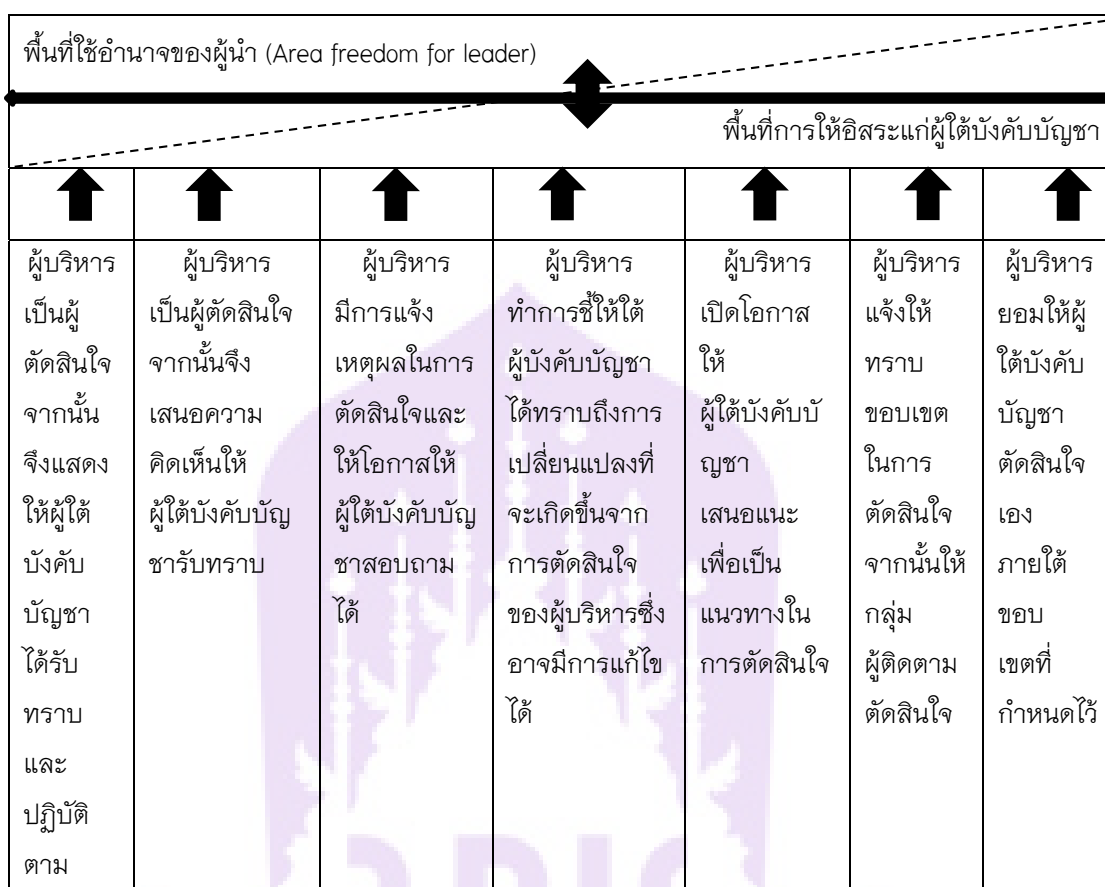 พื้นที่ใช้อำนาจของผู้นำ (Area freedom for leader)
พื้นที่การให้อิสระแก่ผู้ใต้บังคับบัญชา
ผู้บริหาร
เป็นผู้
ตัดสินใจ
จากนั้น
จึงแสดง
ให้ผู้ใต้
บังคับ
บัญชา
ได้รับ
ทราบ
และ
ปฏิบัติ
ตาม
ผู้บริหาร
เป็นผู้ตัดสินใจ
จากนั้นจึง
เสนอความ
คิดเห็นให้
ผู้ใต้บังคับบัญ
ชารับทราบ
ผู้บริหาร
มีการแจ้ง
เหตุผลในการ
ตัดสินใจและ
ให้โอกาสให้
ผู้ใต้บังคับบัญ
ชาสอบถาม
ได้
ผู้บริหาร
ทำการชี้ให้ใต้
ผู้บังคับบัญชา
ได้ทราบถึงการ
เปลี่ยนแปลงที่
จะเกิดขึ้นจาก
การตัดสินใจ
ของผู้บริหารซึ่ง
อาจมีการแก้ไข
ได้
ผู้บริหาร
เปิดโอกาส
ให้
ผู้ใต้บังคับบั
ญชา
เสนอแนะ
เพื่อเป็น
แนวทางใน
การตัดสินใจ
ผู้บริหาร
แจ้งให้
ทราบ
ขอบเขต
ในการ
ตัดสินใจ
จากนั้นให้
กลุ่ม
ผู้ติดตาม
ตัดสินใจ
ผู้บริหาร
ยอมให้ผู้
ใต้บังคับ
บัญชา
ตัดสินใจ
เอง
ภายใต้
ขอบ
เขตที่
กำหนดไว้